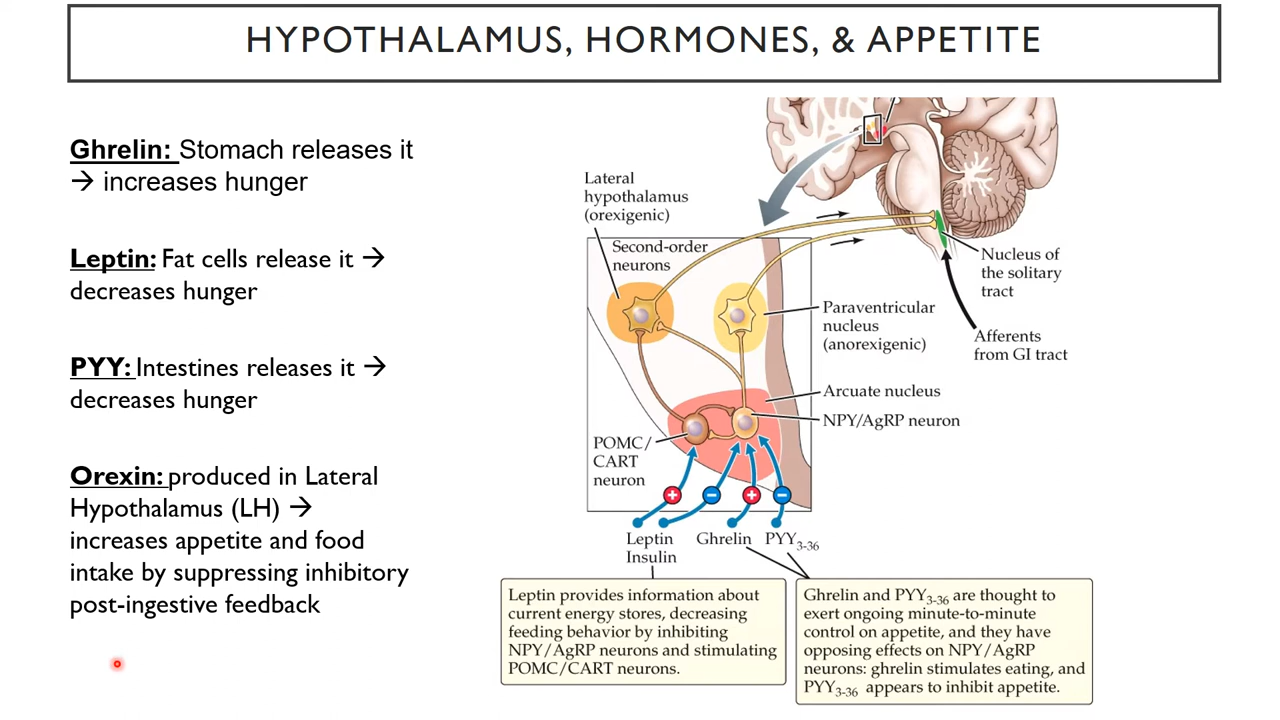 HYPOTHALAMUS, HORMONES, & APPETITE
Ghrelin: Stomach releases it
→ increases hunger
Leptin: Fat cells release it →
decreases hunger
PYY: Intestines releases it →
decreases hunger
Orexin: produced in Lateral
Hypothalamus (LH) →
increases appetite and food
intake by suppressing inhibitory
post-ingestive feedback
Lateral
hypothalamus
(orexigenic)
Second-order
neurons
Nucleus of
the solitary
tract
Paraventricular
nucleus
(anorexigenic)
Afferents
from GI tract
Arcuate nucleus
NPY/AgRP neuron
POMC/
CART
neuron
+
−
+
−
Leptin
Insulin
Ghrelin
PYY3-36
Leptin provides information about
current energy stores, decreasing
feeding behavior by inhibiting
NPY/AgRP neurons and stimulating
POMC/CART neurons.
Ghrelin and PYY3-36 are thought to
exert ongoing minute-to-minute
control on appetite, and they have
opposing effects on NPY/AgRP
neurons: ghrelin stimulates eating, and
PYY3-36 appears to inhibit appetite.